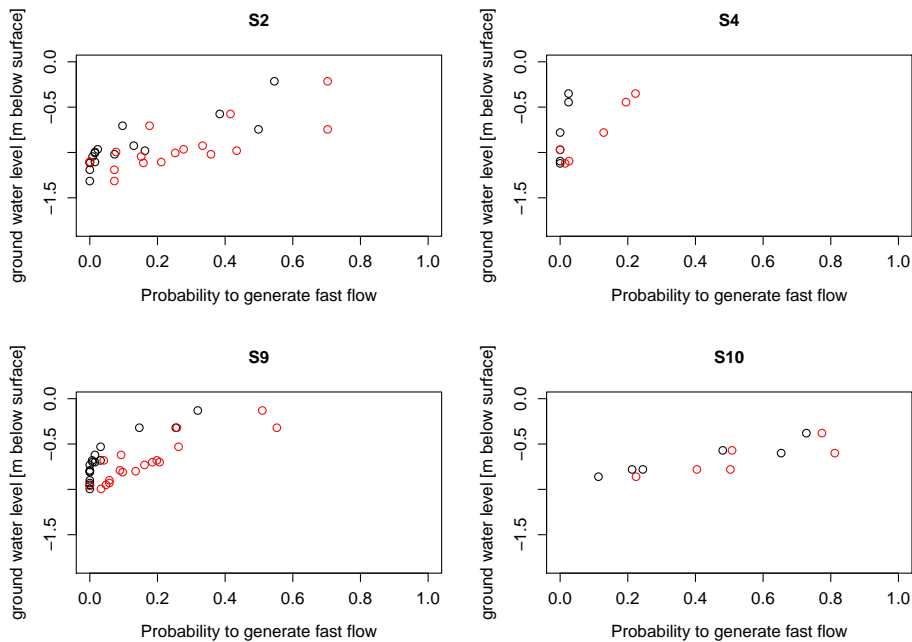 S2
ground water level [m below surface]
0.0
−0.5
−1.5
0.0 0.2 0.4 0.6 0.8 1.0
Probability to generate fast flow
S4
ground water level [m below surface]
0.0
−0.5
−1.5
0.0 0.2 0.4 0.6 0.8 1.0
Probability to generate fast flow
S9
ground water level [m below surface]
0.0
−0.5
−1.5
0.0 0.2 0.4 0.6 0.8 1.0
Probability to generate fast flow
S10
ground water level [m below surface]
0.0
−0.5
−1.5
0.0 0.2 0.4 0.6 0.8 1.0
Probability to generate fast flow